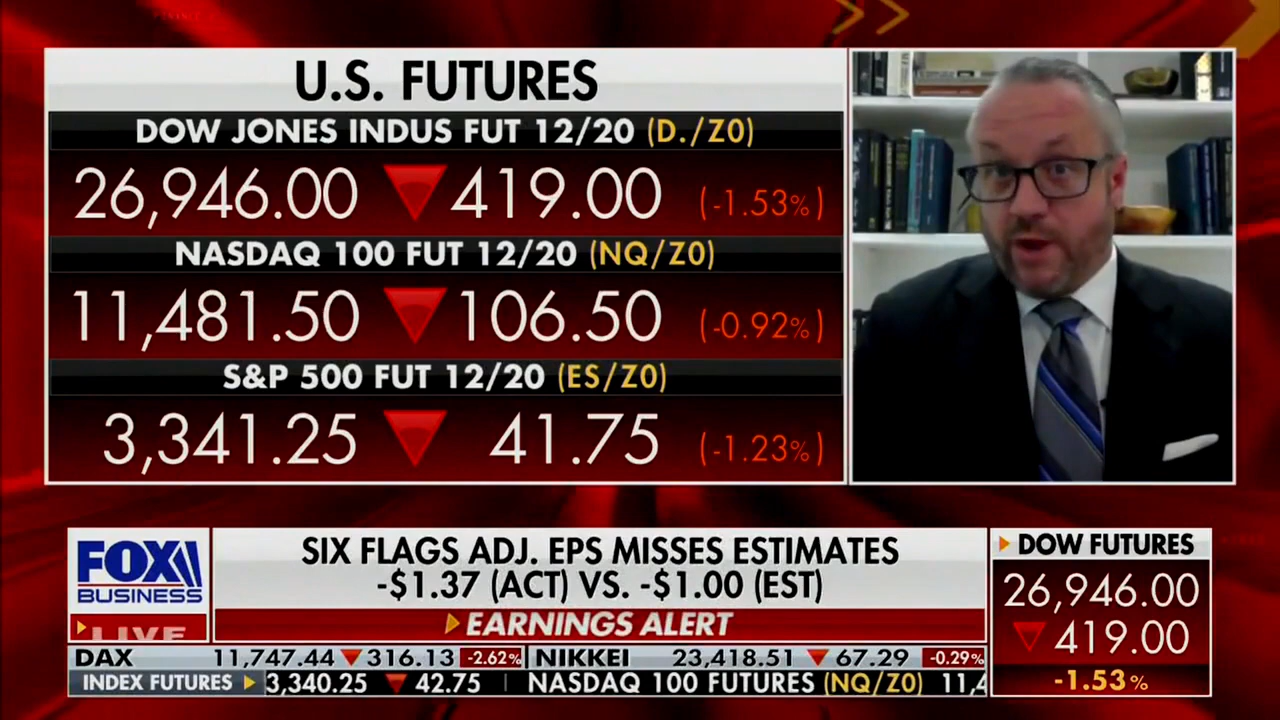 U.S. FUTURES
DOW JONES INDUS FUT 12/20 (D./Z0)
26,946.00 ▼ 419.00 (-1.53%)
NASDAQ 100 FUT 12/20 (NQ/Z0)
11,481.50 ▼ 106.50 (-0.92%)
S&P 500 FUT 12/20 (ES/Z0)
3,341.25 ▼ 41.75 (-1.23%)
FOX
BUSINESS
LIVE
SIX FLAGS ADJ. EPS MISSES ESTIMATES
-$1.37 (ACT) VS. -$1.00 (EST)
EARNINGS ALERT
DOW FUTURES
26,946.00
▼ 419.00
-1.53%
DAX 11,747.44 ▼ 316.13 -2.62% NIKKEI 23,418.51 ▼ 67.29 -0.29%
INDEX FUTURES 3,340.25 ▼ 42.75 NASDAQ 100 FUTURES (NQ/Z0) 11,4